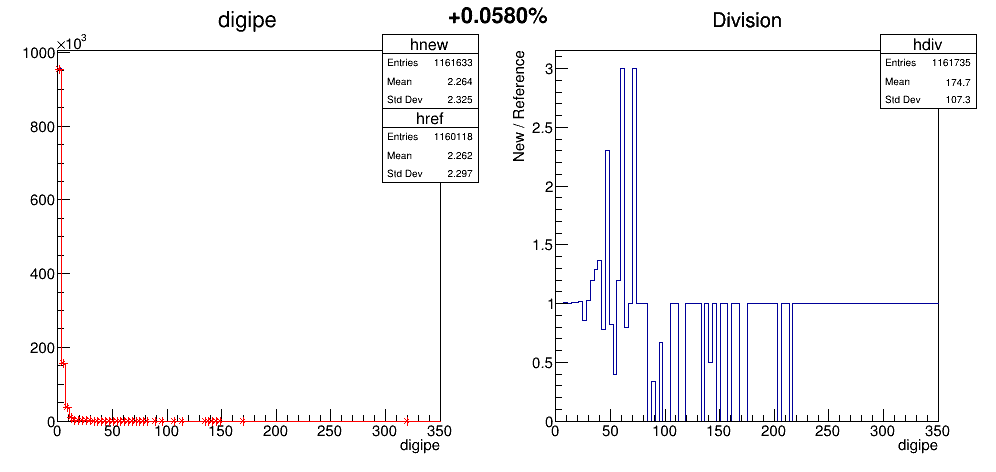 digipe
+0.0580%
Division
×10³
1000
800
600
400
200
0
0 50 100 150 200 250 300 350
digipe
hnew
Entries 1161633
Mean 2.264
Std Dev 2.325
href
Entries 1160118
Mean 2.262
Std Dev 2.297
New / Reference
3
2.5
2
1.5
1
0.5
0
0 50 100 150 200 250 300 350
digipe
hdiv
Entries 1161735
Mean 174.7
Std Dev 107.3